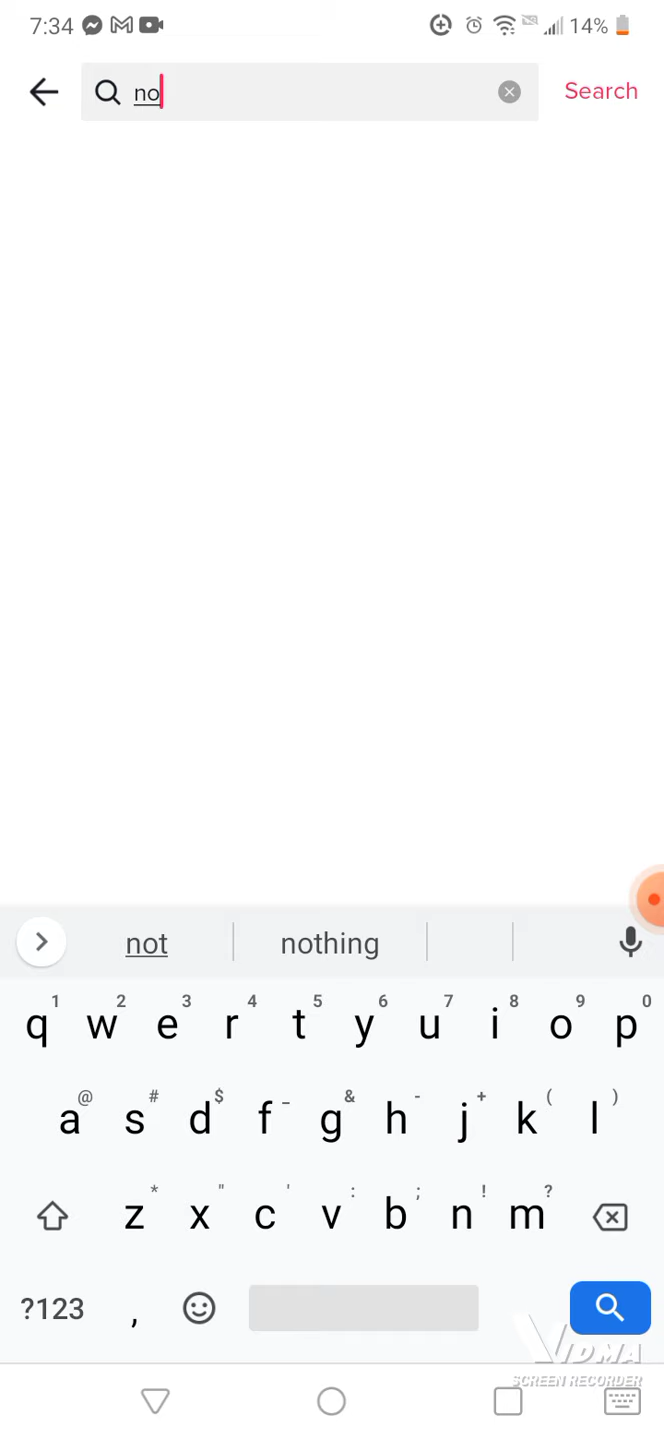 7:34 14%
no Search
not nothing
1 2 3 4 5 6 7 8 9 0
q w e r t y u i o p
@ # $ _ & - + ( )
a s d f g h j k l
* " ' : ; ! ?
z x c v b n m
?123 ,
VIDMA
SCREEN RECORDER